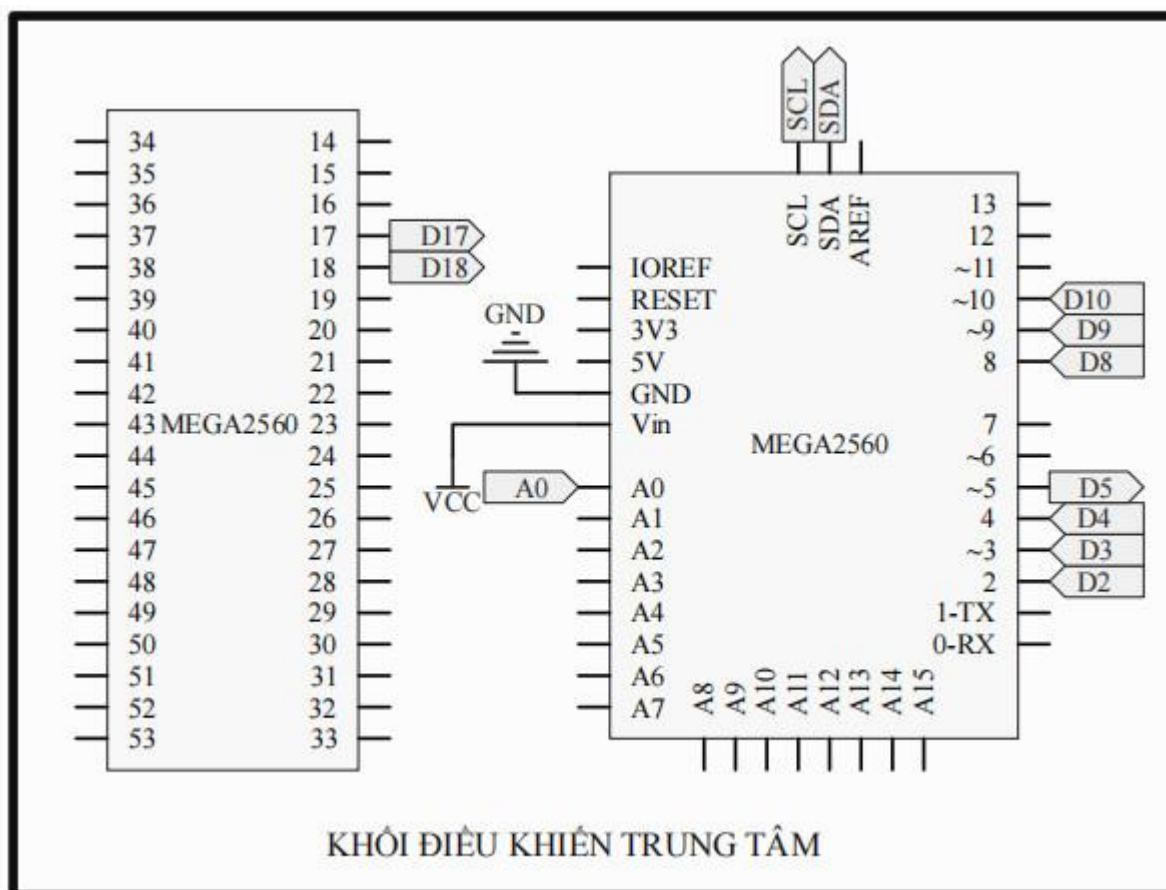 SCL SDA
34 14
35 15
36 16
37 17 D17
38 18 D18
39 19
40 20
41 21
42 22
43 MEGA2560 23
44 24
45 25
46 26
47 27
48 28
49 29
50 30
51 31
52 32
53 33
SCL SDA AREF
13
12
IOREF ~11
RESET ~10 D10
GND
3V3 ~9 D9
5V 8 D8
GND
Vin 7
MEGA2560
~6
VCC
A0 A0 ~5 D5
A1 4 D4
A2 ~3 D3
A3 2 D2
A4 1-TX
A5 0-RX
A6
A7
A8 A9 A10 A11 A12 A13 A14 A15
KHỐI ĐIỀU KHIỂN TRUNG TÂM